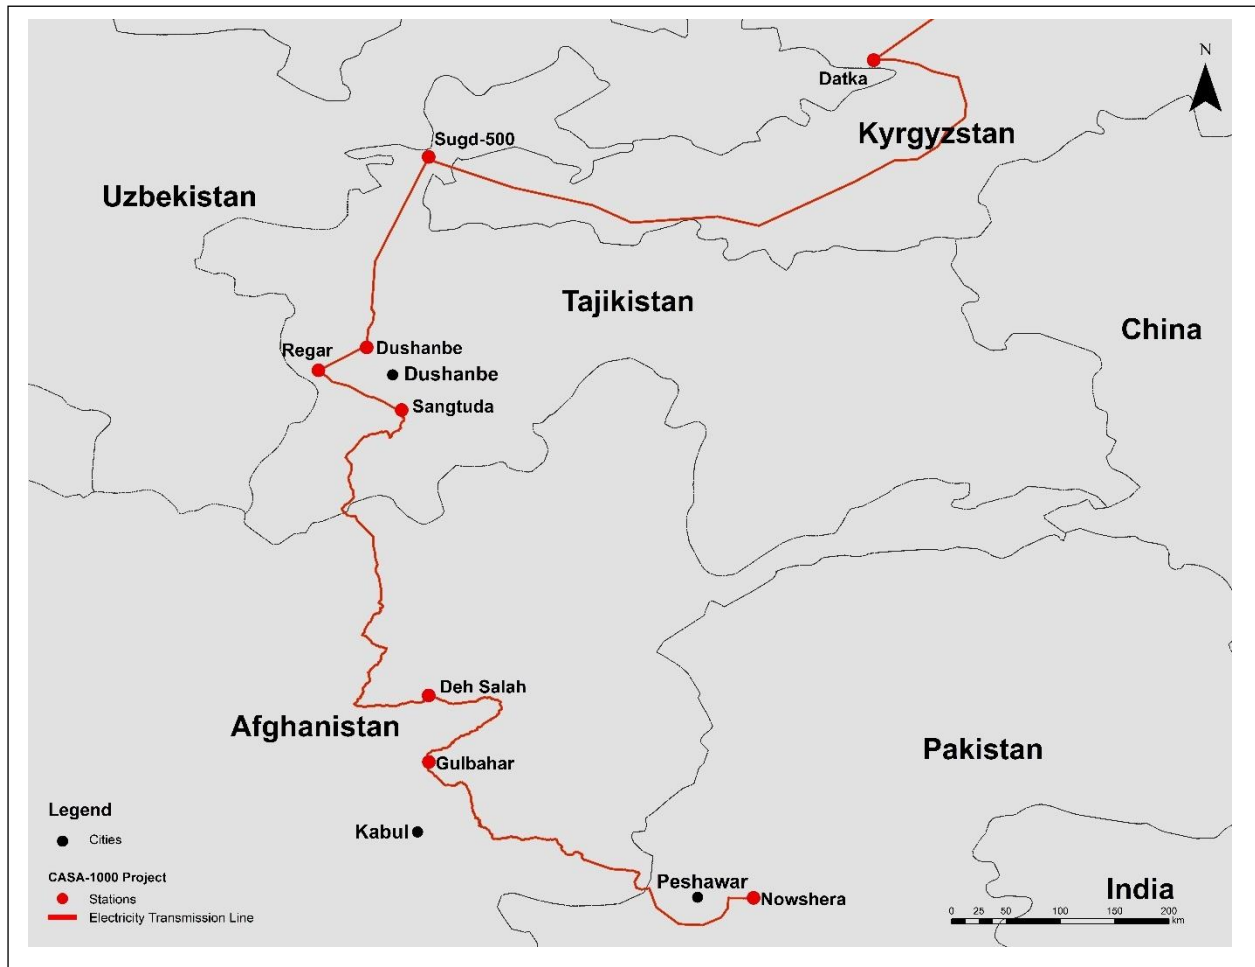 N
Datka
Kyrgyzstan
Sugd-500
Uzbekistan
Tajikistan
China
Regar
Dushanbe
Dushanbe
Sangtuda
Deh Salah
Afghanistan
Pakistan
Gulbahar
Legend
Cities
Kabul
CASA-1000 Project
Stations
Electricity Transmission Line
Peshawar
Nowshera
India
0 25 50 100 150 200
km